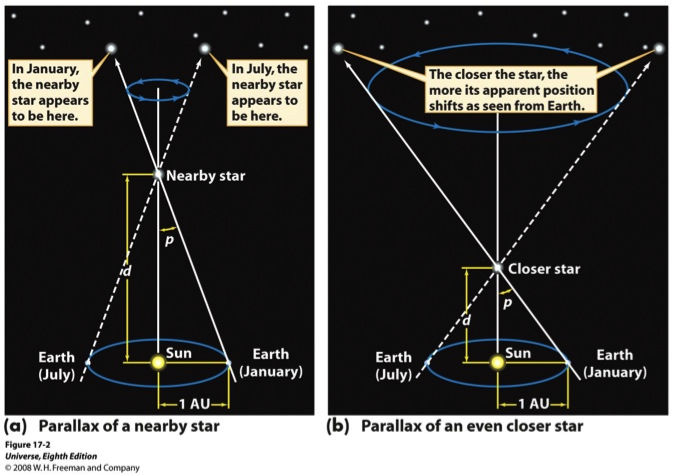 In January,
the nearby
star appears
to be here.
In July, the
nearby star
appears to
be here.
Nearby star
p
d
Earth
(July)
Sun
Earth
(January)
1 AU
(a) Parallax of a nearby star
The closer the star, the
more its apparent position
shifts as seen from Earth.
Closer star
p
d
Earth
(July)
Sun
Earth
(January)
1 AU
(b) Parallax of an even closer star
Figure 17-2
Universe, Eighth Edition
© 2008 W. H. Freeman and Company